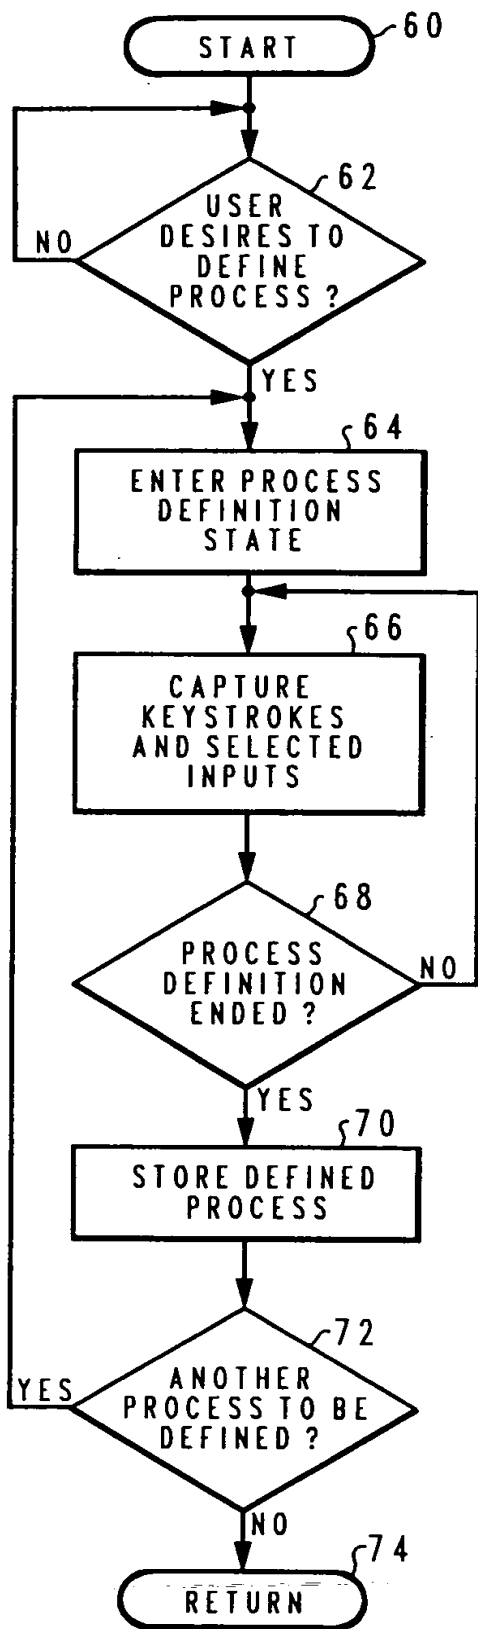 START
60
62
USER
DESIRES TO
DEFINE
PROCESS ?
NO
YES
64
ENTER PROCESS
DEFINITION
STATE
66
CAPTURE
KEYSTROKES
AND SELECTED
INPUTS
68
PROCESS
DEFINITION
ENDED ?
NO
YES
70
STORE DEFINED
PROCESS
72
ANOTHER
PROCESS TO BE
DEFINED ?
YES
NO
74
RETURN